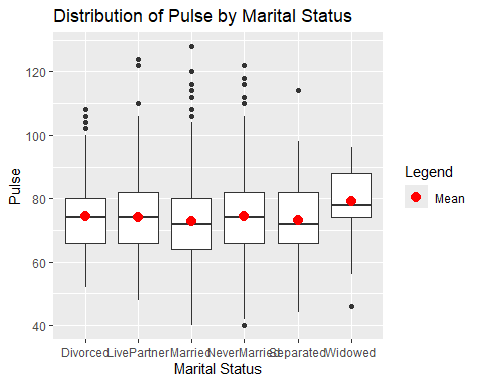 Distribution of Pulse by Marital Status
120
100
80
60
40
Pulse
Divorced LivePartner Married NeverMarried Separated Widowed
Marital Status
Legend
Mean